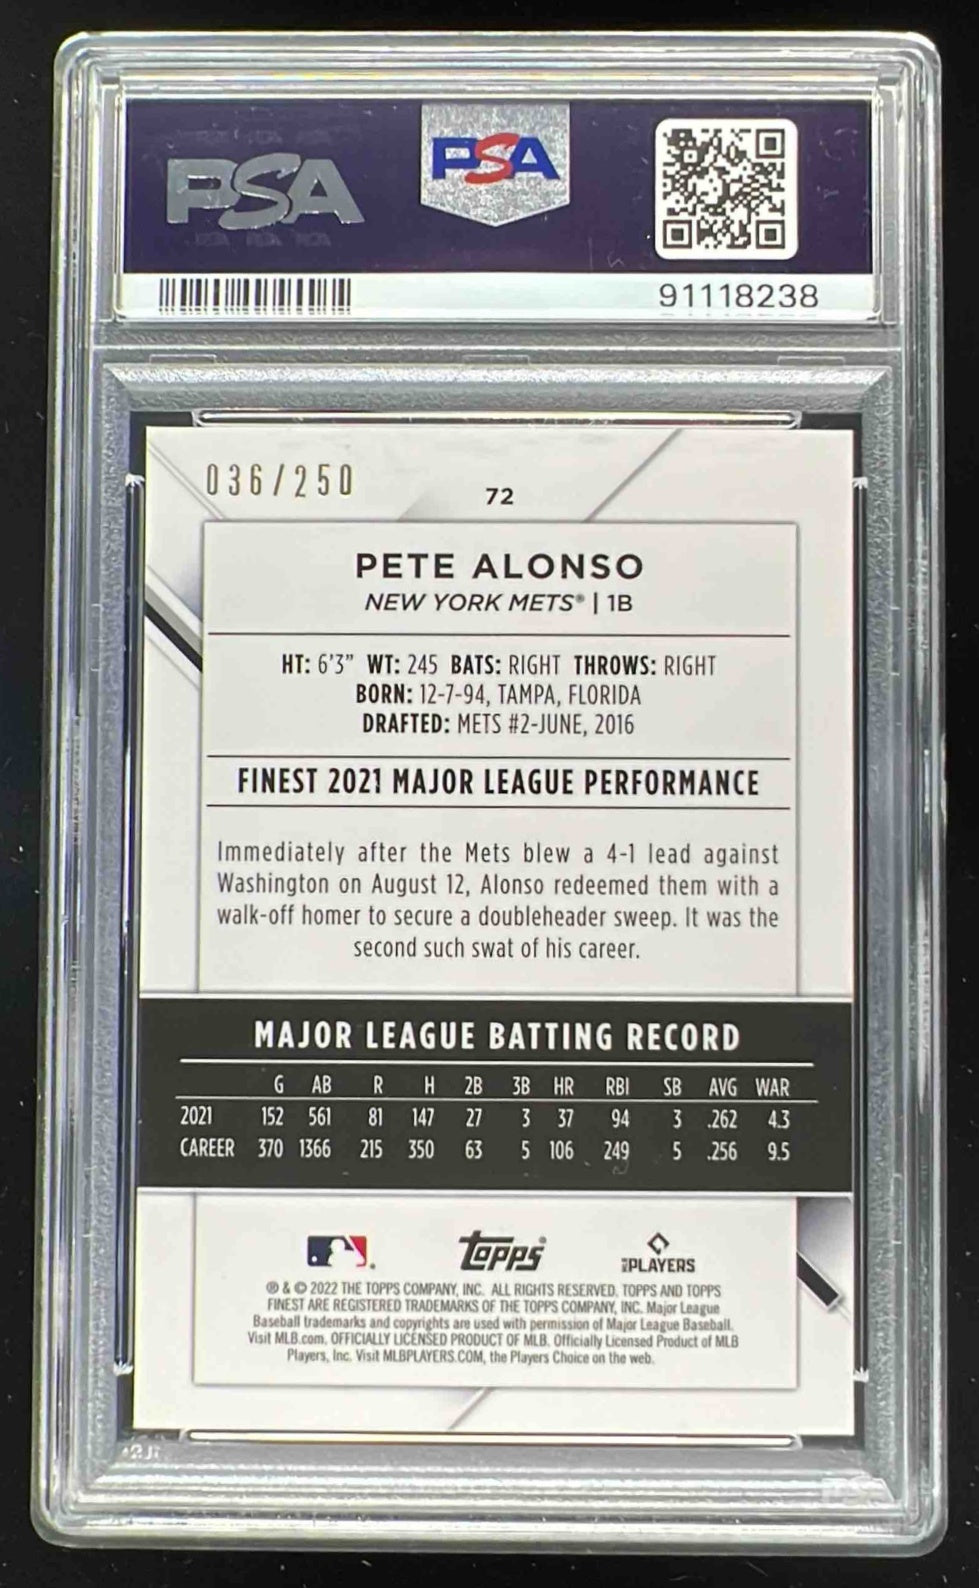 PSA
PSA
91118238
036/250
72
PETE ALONSO
NEW YORK METS® | 1B
HT: 6'3" WT: 245 BATS: RIGHT THROWS: RIGHT
BORN: 12-7-94, TAMPA, FLORIDA
DRAFTED: METS #2-JUNE, 2016
FINEST 2021 MAJOR LEAGUE PERFORMANCE
Immediately after the Mets blew a 4-1 lead against
Washington on August 12, Alonso redeemed them with a
walk-off homer to secure a doubleheader sweep. It was the
second such swat of his career.
MAJOR LEAGUE BATTING RECORD
G AB R H 2B 3B HR RBI SB AVG WAR
2021 152 561 81 147 27 3 37 94 3 .262 4.3
CAREER 370 1366 215 350 63 5 106 249 5 .256 9.5
Topps
PLAYERS
® & © 2022 THE TOPPS COMPANY, INC. ALL RIGHTS RESERVED. TOPPS AND TOPPS
FINEST ARE REGISTERED TRADEMARKS OF THE TOPPS COMPANY, INC. Major League
Baseball trademarks and copyrights are used with permission of Major League Baseball.
Visit MLB.com. OFFICIALLY LICENSED PRODUCT OF MLB. Officially Licensed Product of MLB
Players, Inc. Visit MLBPLAYERS.COM, the Players Choice on the web.